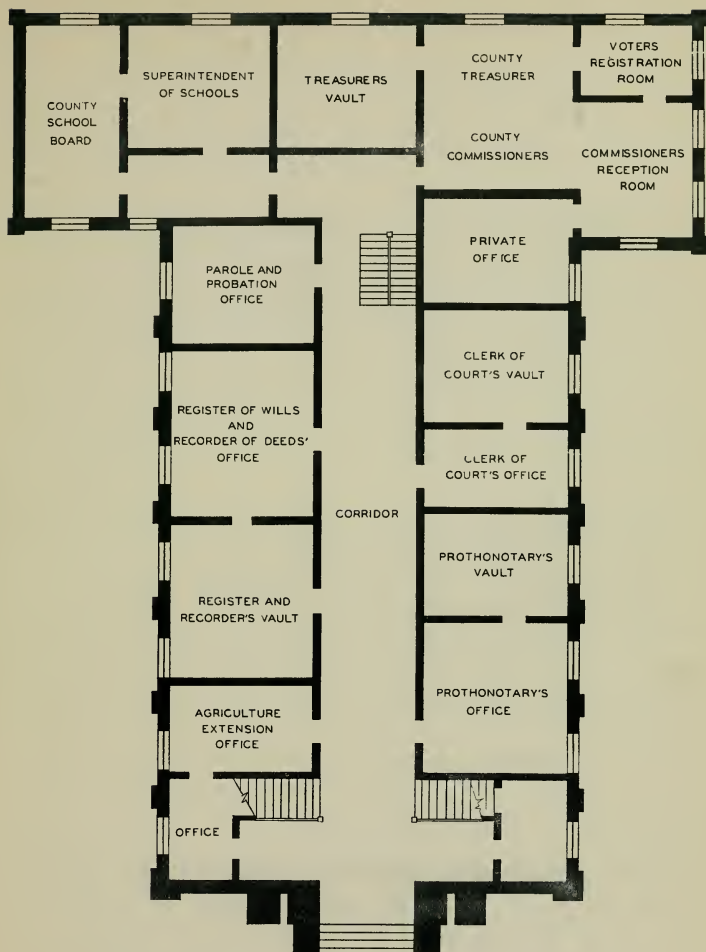 COUNTY
SCHOOL
BOARD
SUPERINTENDENT
OF SCHOOLS
TREASURERS
VAULT
COUNTY
TREASURER
VOTERS
REGISTRATION
ROOM
COUNTY
COMMISSIONERS
COMMISSIONERS
RECEPTION
ROOM
PAROLE AND
PROBATION
OFFICE
PRIVATE
OFFICE
CLERK OF
COURT'S VAULT
REGISTER OF WILLS
AND
RECORDER OF DEEDS'
OFFICE
CLERK OF
COURT'S OFFICE
CORRIDOR
PROTHONOTARY'S
VAULT
REGISTER AND
RECORDER'S VAULT
PROTHONOTARY'S
OFFICE
AGRICULTURE
EXTENSION
OFFICE
OFFICE